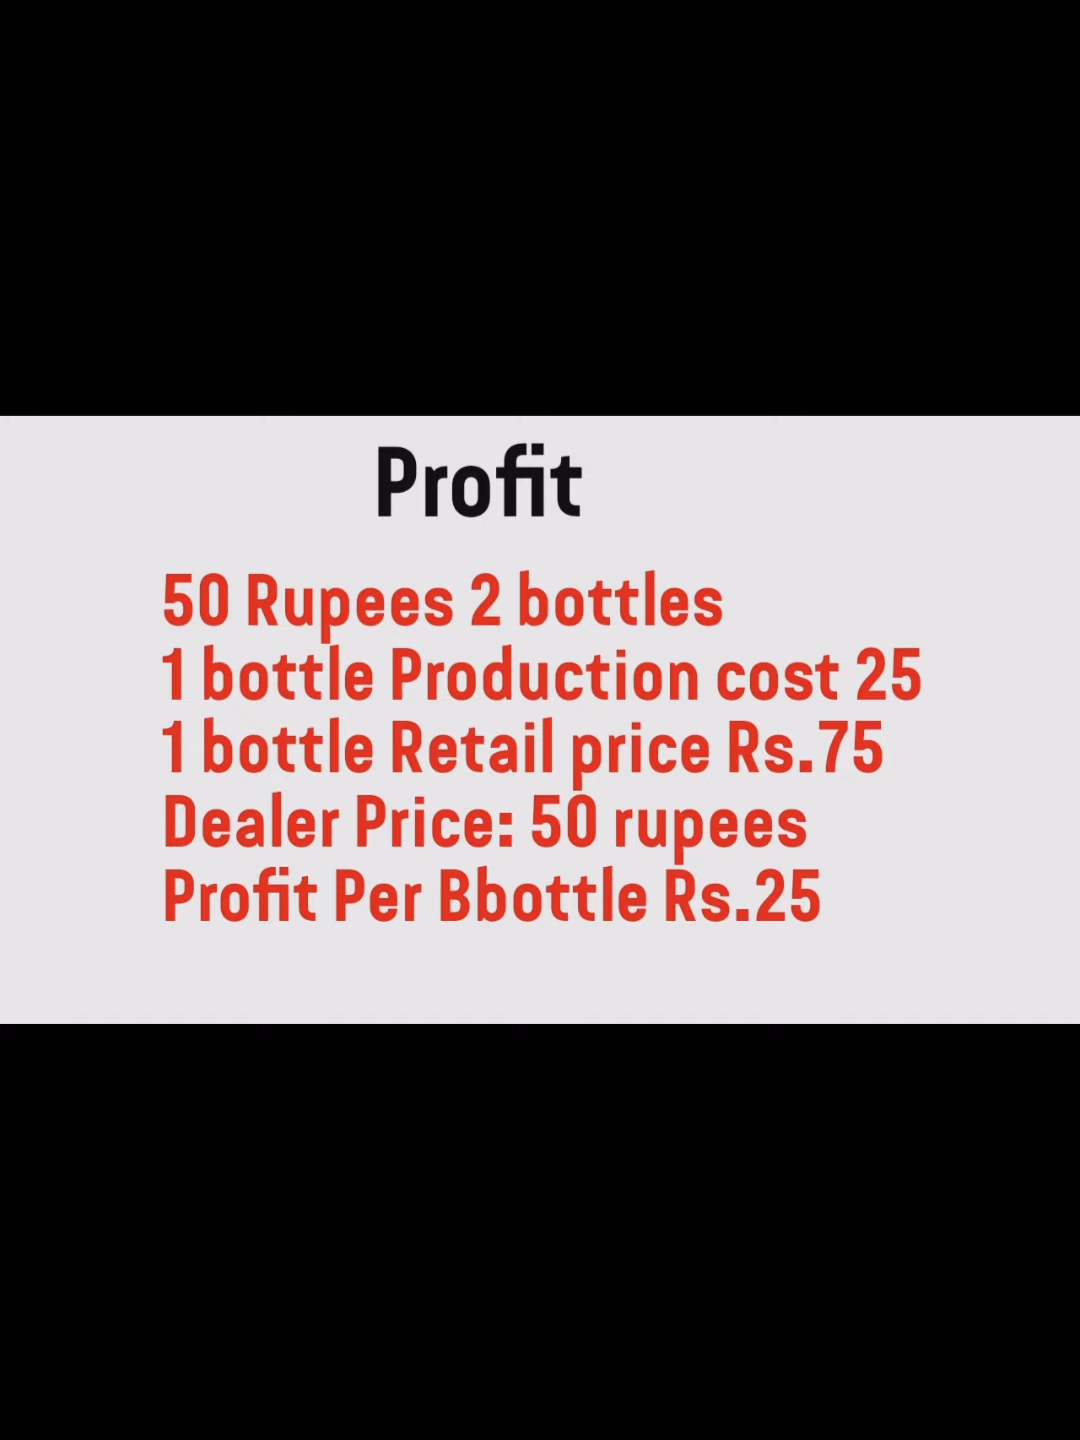 Profit
50 Rupees 2 bottles
1 bottle Production cost 25
1 bottle Retail price Rs.75
Dealer Price: 50 rupees
Profit Per Bbottle Rs.25